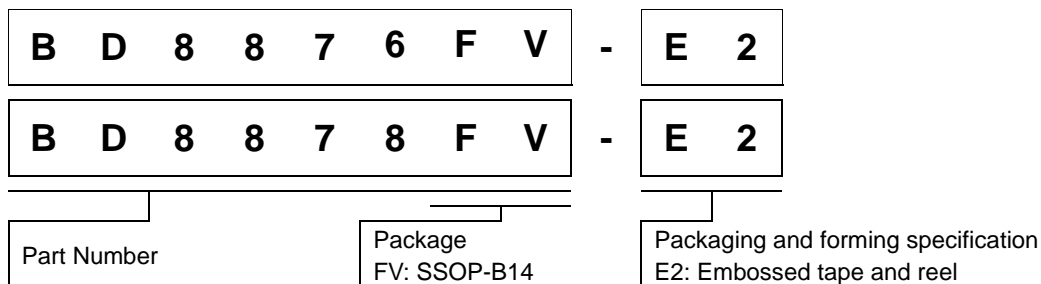 B D 8 8 7 6 F V - E 2
B D 8 8 7 8 F V - E 2
Part Number
Package
FV: SSOP-B14
Packaging and forming specification
E2: Embossed tape and reel